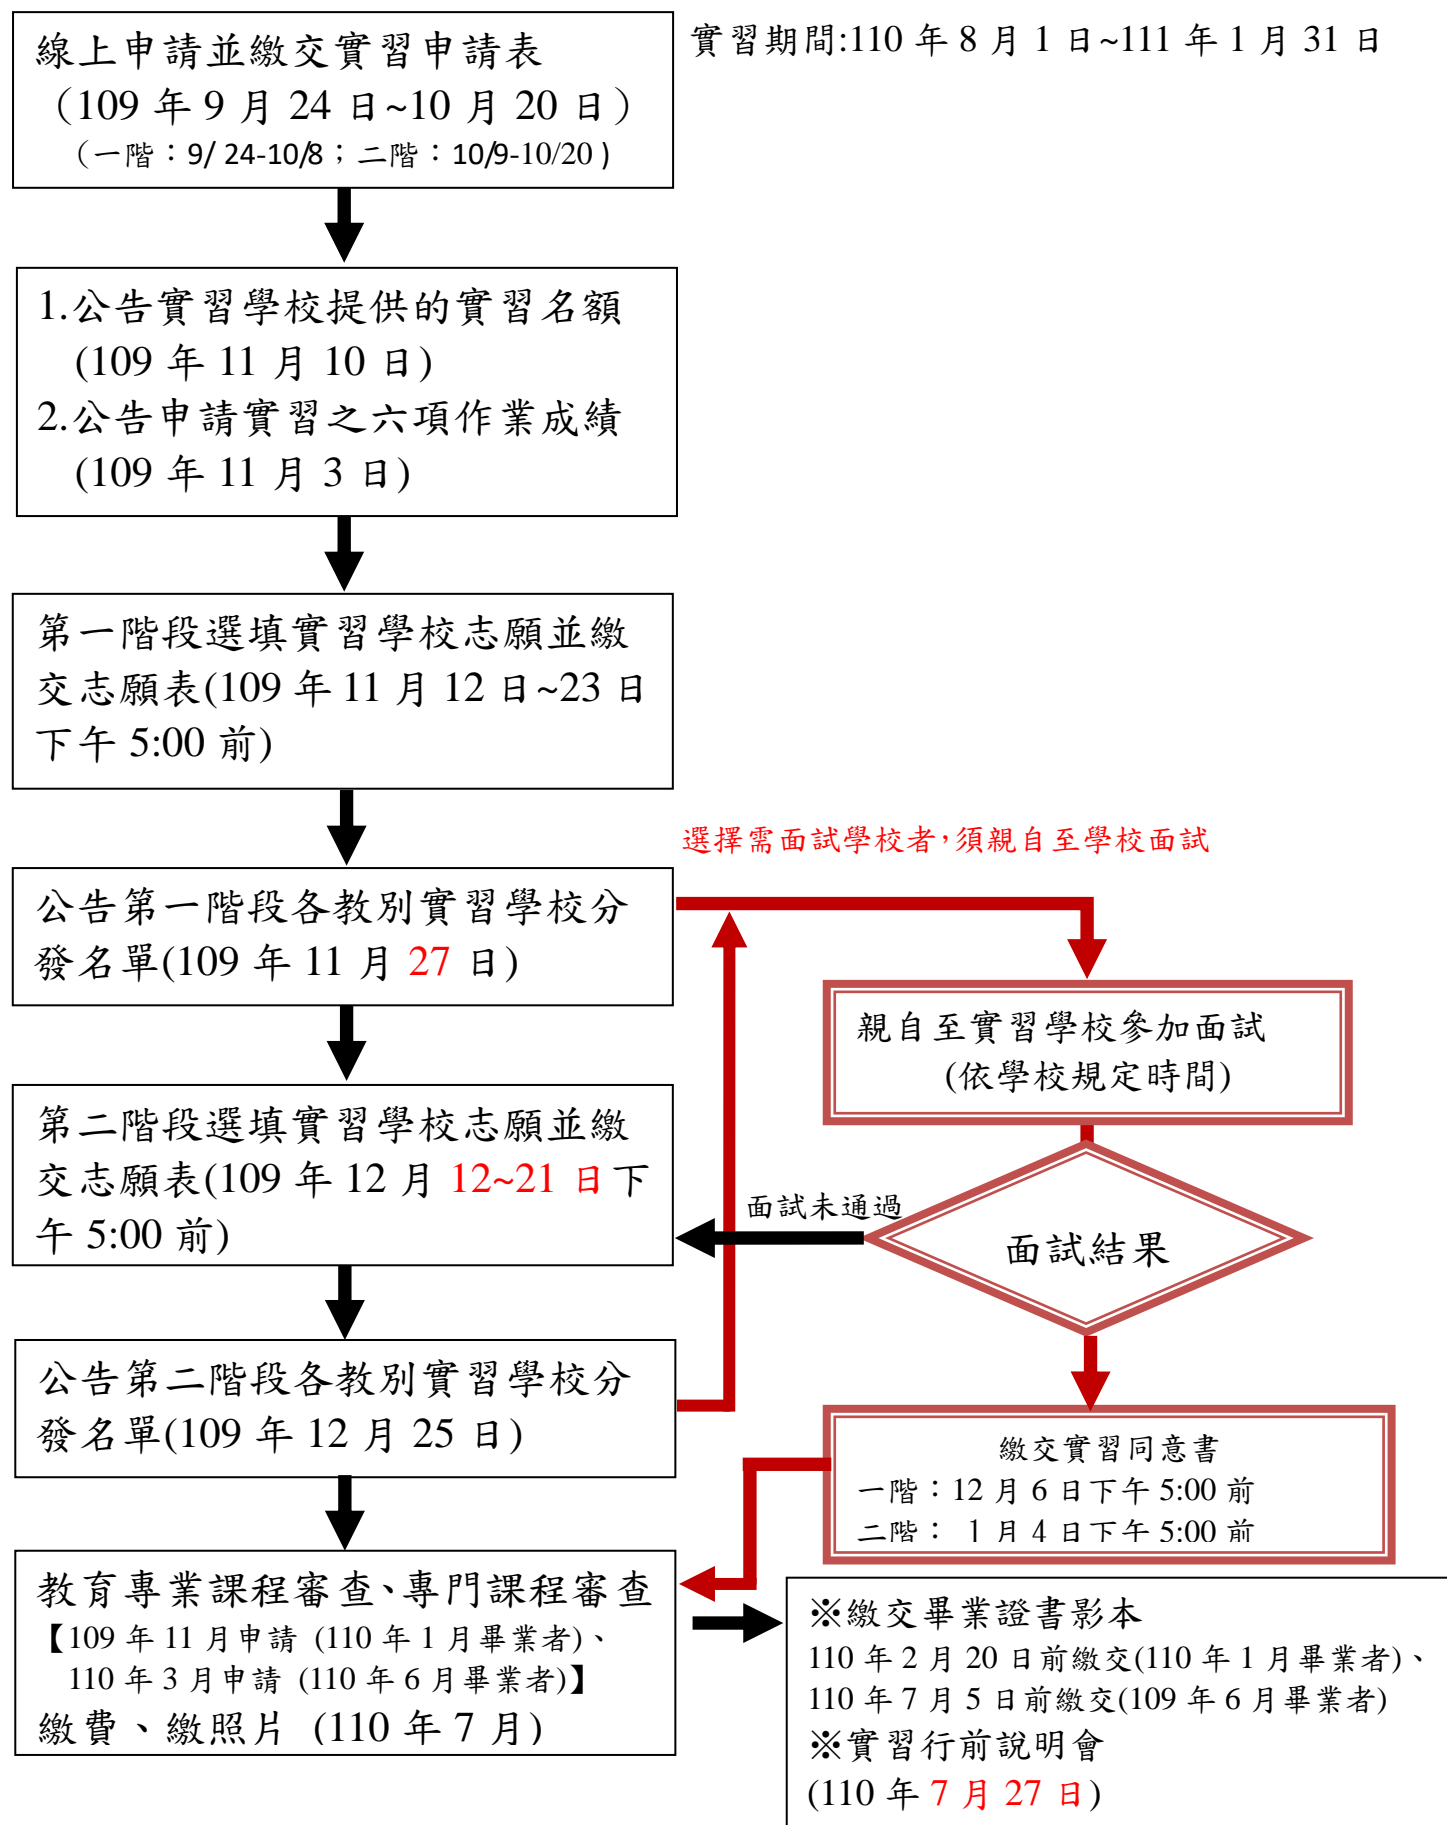 線上申請並繳交實習申請表
（109 年 9 月 24 日~10 月 20 日）
（一階：9/ 24-10/8；二階：10/9-10/20 )
實習期間:110 年 8 月 1 日~111 年 1 月 31 日
1.公告實習學校提供的實習名額
(109 年 11 月 10 日)
2.公告申請實習之六項作業成績
(109 年 11 月 3 日)
第一階段選填實習學校志願並繳
交志願表(109 年 11 月 12 日~23 日
下午 5:00 前)
選擇需面試學校者，須親自至學校面試
公告第一階段各教別實習學校分
發名單(109 年 11 月 27 日)
親自至實習學校參加面試
(依學校規定時間)
第二階段選填實習學校志願並繳
交志願表(109 年 12 月 12~21 日下
午 5:00 前)
面試未通過
面試結果
公告第二階段各教別實習學校分
發名單(109 年 12 月 25 日)
繳交實習同意書
一階：12 月 6 日下午 5:00 前
二階： 1 月 4 日下午 5:00 前
教育專業課程審查、專門課程審查
【109 年 11 月申請 (110 年 1 月畢業者)、
110 年 3 月申請 (110 年 6 月畢業者)】
繳費、繳照片 (110 年 7 月)
※繳交畢業證書影本
110 年 2 月 20 日前繳交(110 年 1 月畢業者)、
110 年 7 月 5 日前繳交(109 年 6 月畢業者)
※實習行前說明會
(110 年 7 月 27 日)